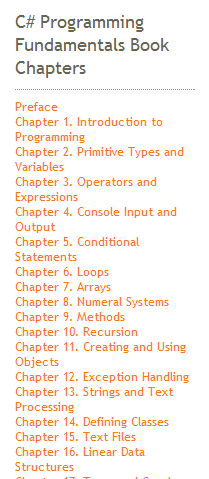 C# Programming
Fundamentals Book
Chapters
Preface
Chapter 1. Introduction to
Programming
Chapter 2. Primitive Types and
Variables
Chapter 3. Operators and
Expressions
Chapter 4. Console Input and
Output
Chapter 5. Conditional
Statements
Chapter 6. Loops
Chapter 7. Arrays
Chapter 8. Numeral Systems
Chapter 9. Methods
Chapter 10. Recursion
Chapter 11. Creating and Using
Objects
Chapter 12. Exception Handling
Chapter 13. Strings and Text
Processing
Chapter 14. Defining Classes
Chapter 15. Text Files
Chapter 16. Linear Data
Structures